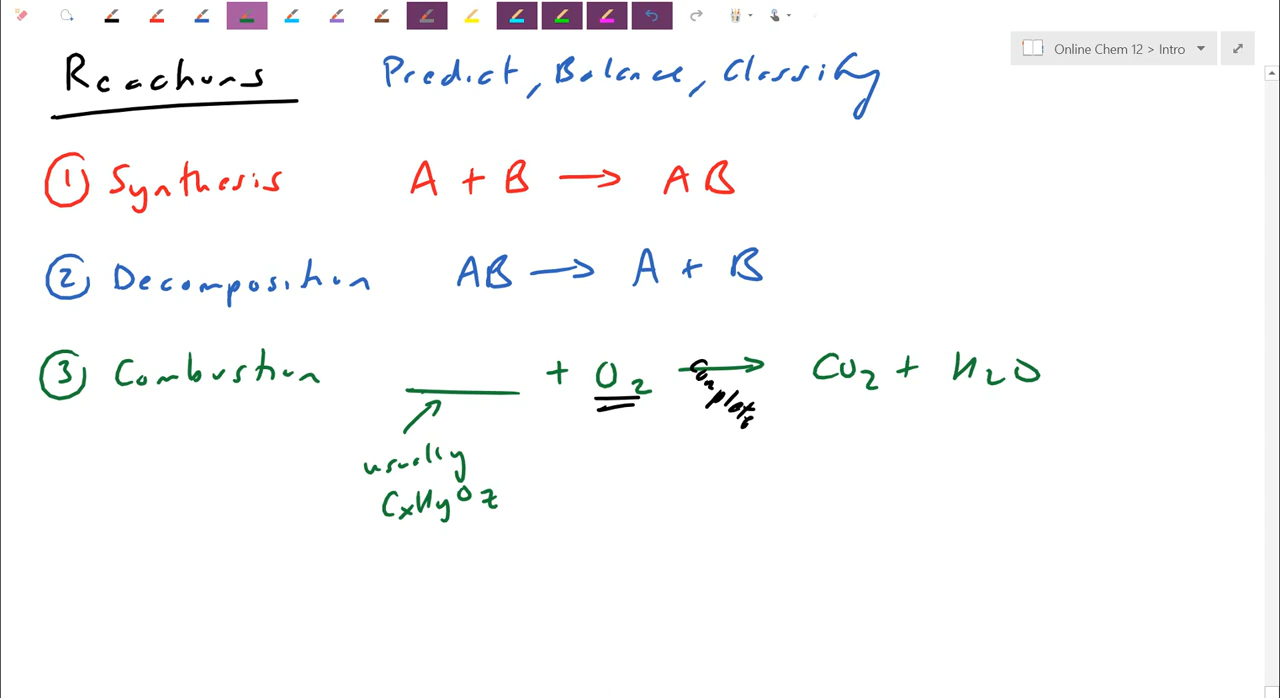 Online Chem 12 > Intro
Reactions Predict, Balance, Classify
① Synthesis A + B → AB
② Decomposition AB → A + B
③ Combustion ____ + O₂ → CO₂ + H₂O
complete
usually
CxHyOz